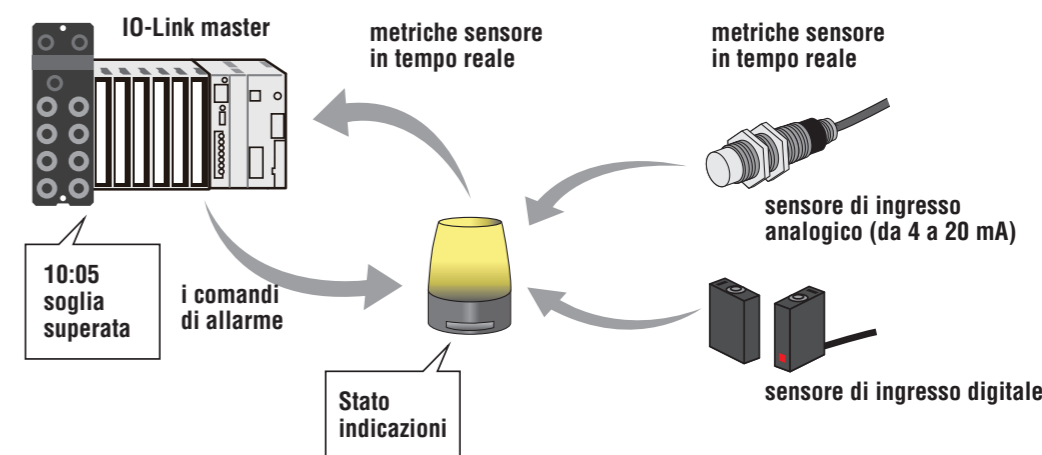 IO-Link master
metriche sensore
in tempo reale
metriche sensore
in tempo reale
sensore di ingresso
analogico (da 4 a 20 mA)
10:05
soglia
superata
i comandi
di allarme
Stato
indicazioni
sensore di ingresso digitale